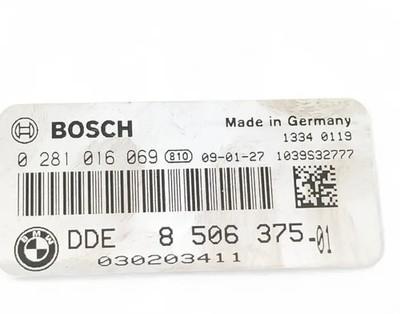 BOSCH Made in Germany
1334 0119
0 281 016 069 810 09-01-27 1039S32777
BMW DDE 8 506 375-01
030203411